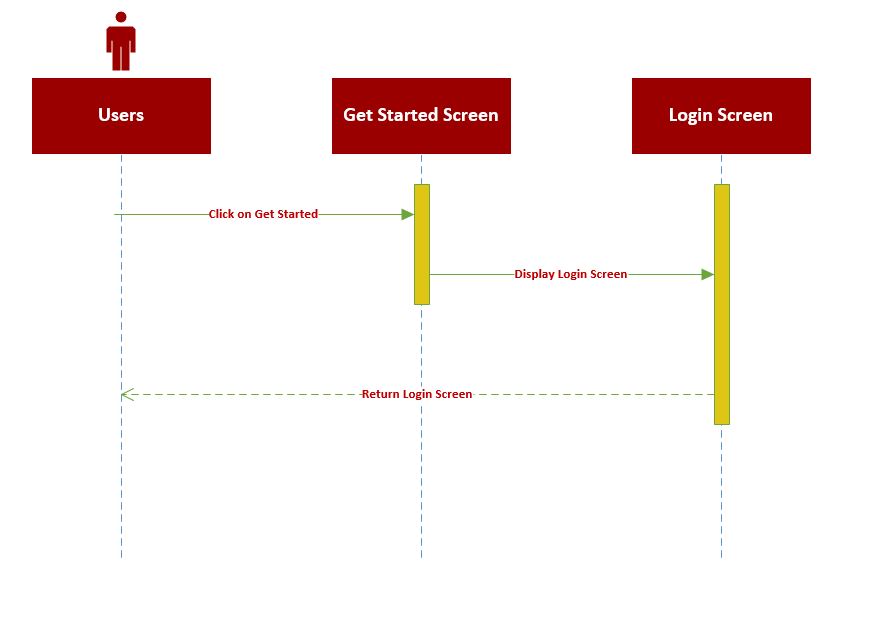 Users
Get Started Screen
Login Screen
Click on Get Started
Display Login Screen
Return Login Screen